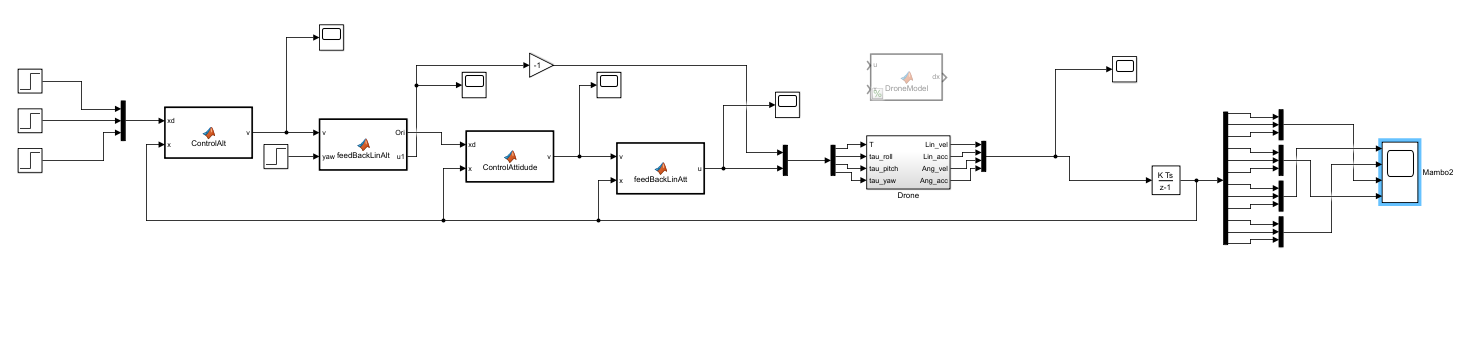 xd
x
v
ControlAlt
v
yaw
Ori
u1
feedBackLinAlt
-1
xd
x
v
ControlAttidude
v
x
u
feedBackLinAtt
u
dx
DroneModel
T
tau_roll
tau_pitch
tau_yaw
Lin_vel
Lin_acc
Ang_vel
Ang_acc
Drone
K Ts
z-1
Mambo2